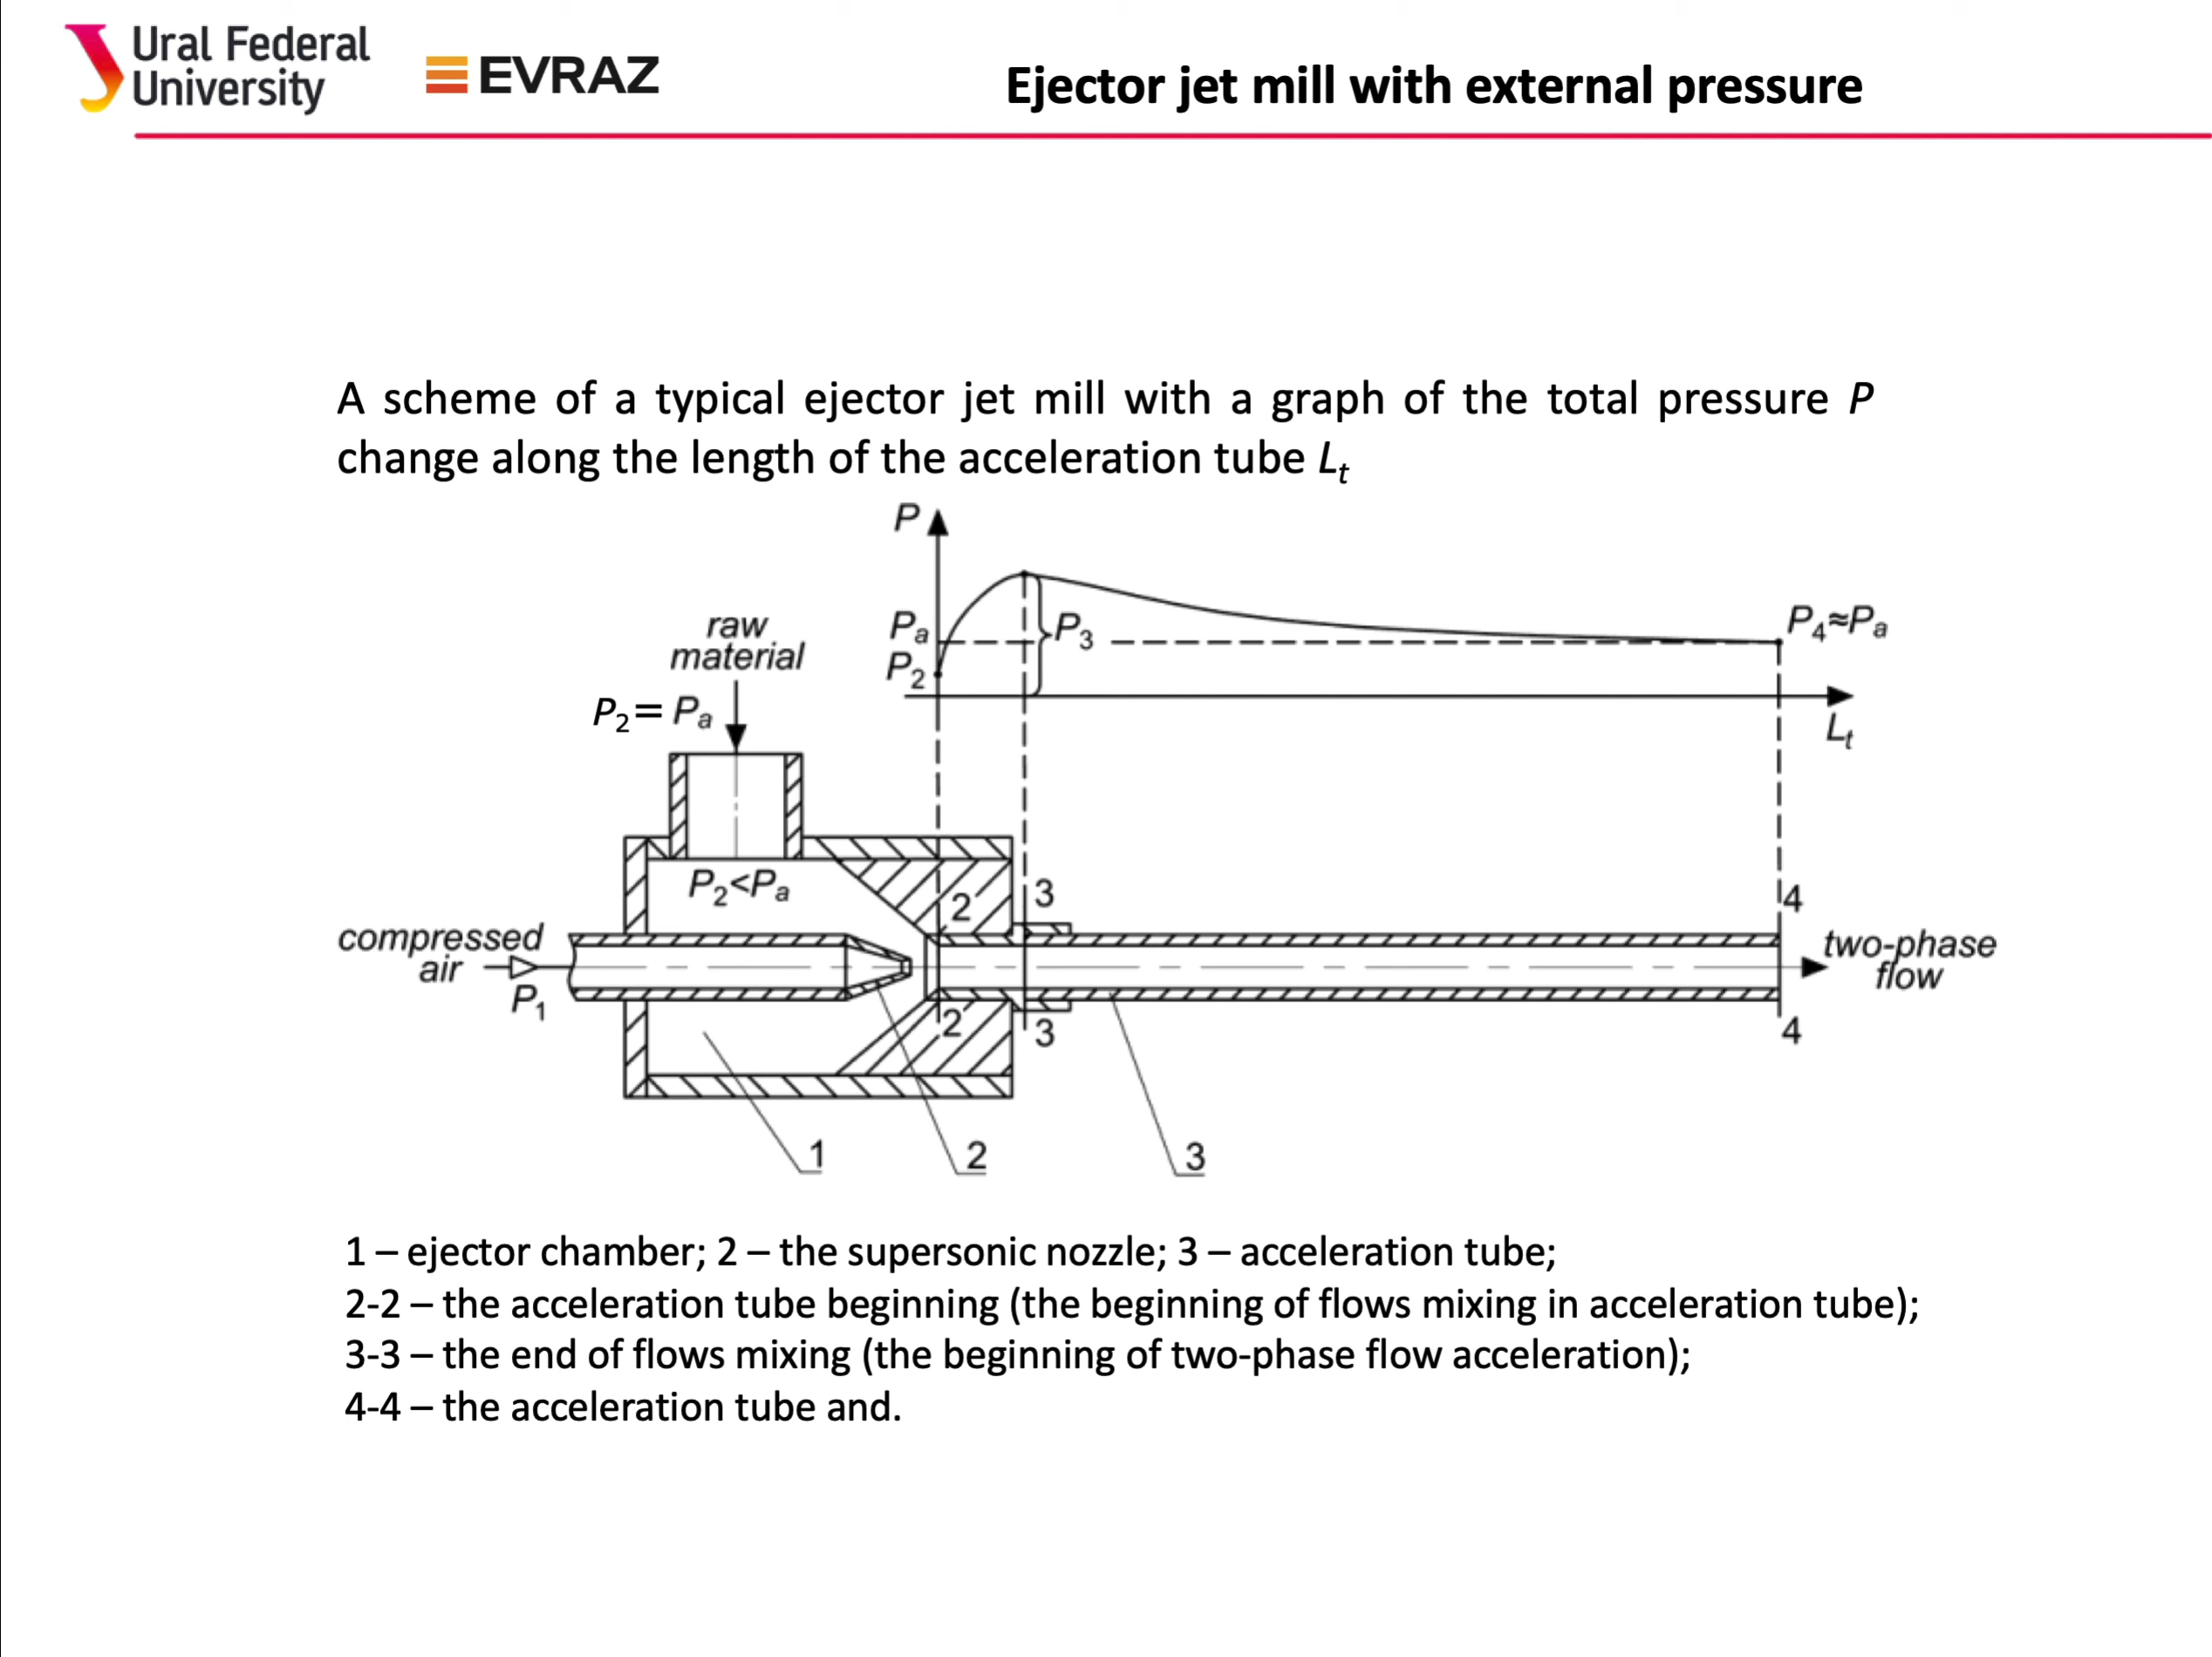 Ural Federal
University
EVRAZ
Ejector jet mill with external pressure
A scheme of a typical ejector jet mill with a graph of the total pressure P
change along the length of the acceleration tube Lt
P
Pa
P2
P3
P4≈Pa
Lt
raw
material
P2= Pa
P2<Pa
compressed
air
P1
2
3
4
two-phase
flow
2
3
4
1
2
3
1 – ejector chamber; 2 – the supersonic nozzle; 3 – acceleration tube;
2-2 – the acceleration tube beginning (the beginning of flows mixing in acceleration tube);
3-3 – the end of flows mixing (the beginning of two-phase flow acceleration);
4-4 – the acceleration tube and.